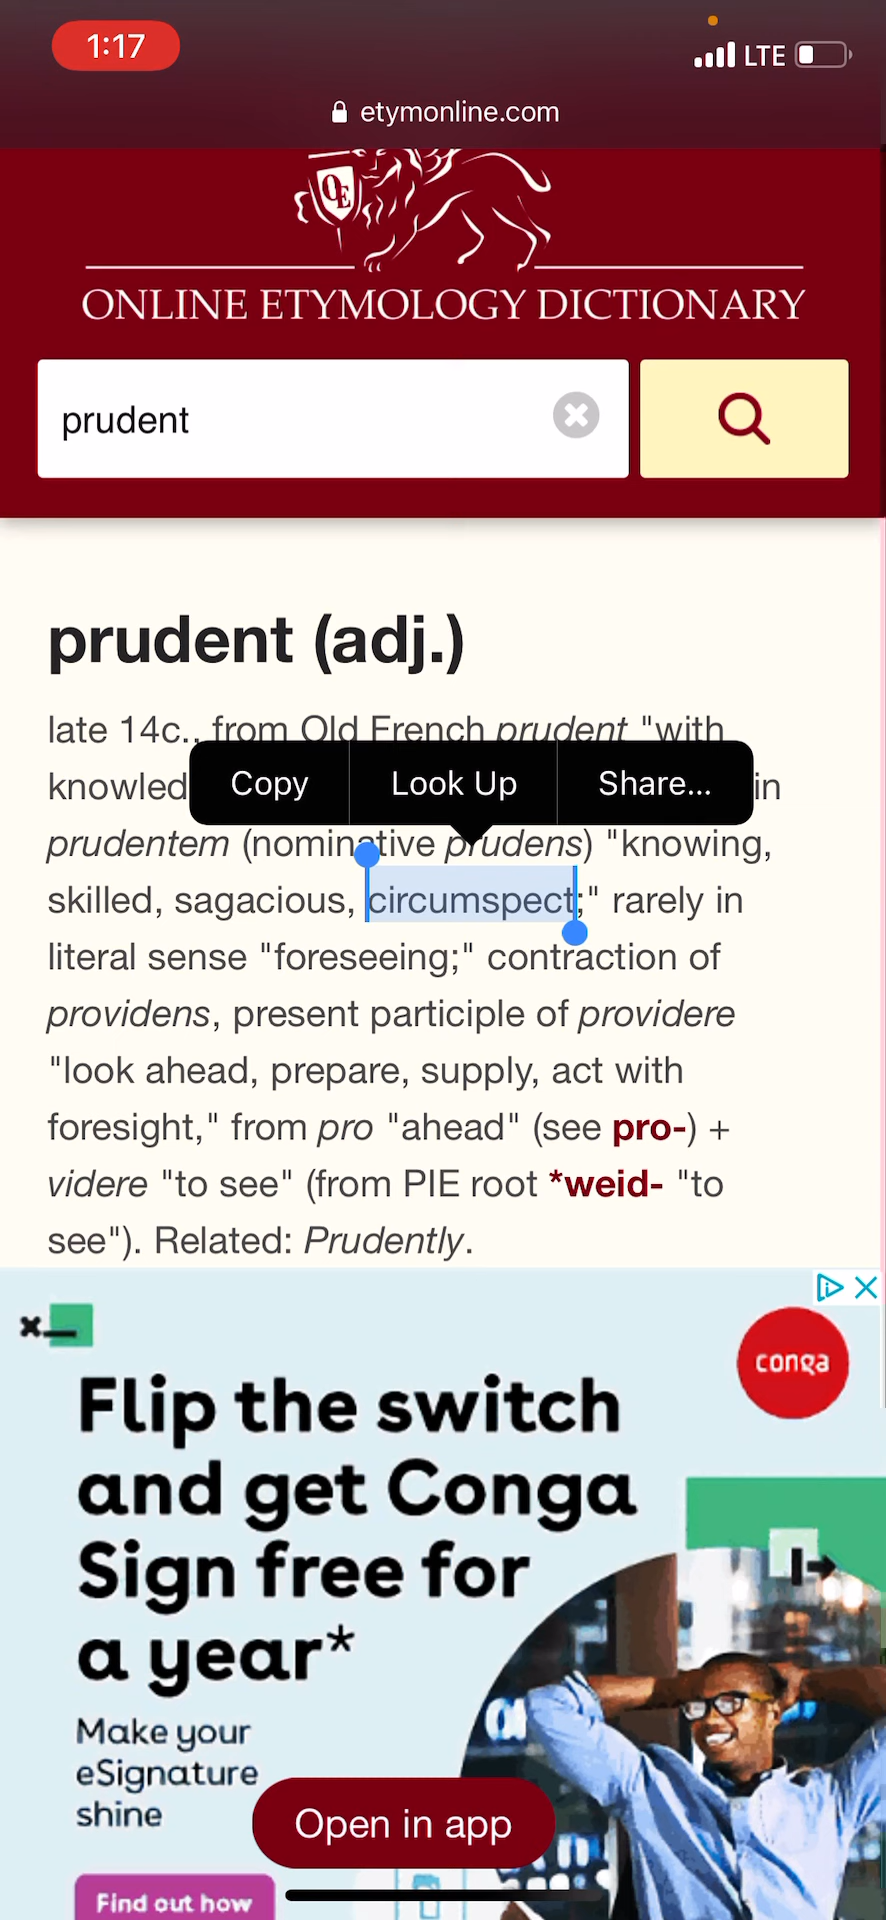 1:17
LTE
etymonline.com
OE
ONLINE ETYMOLOGY DICTIONARY
prudent
prudent (adj.)
late 14c., from Old French prudent "with
knowled
in
Copy
Look Up
Share...
prudentem (nominative prudens) "knowing,
skilled, sagacious, circumspect;" rarely in
literal sense "foreseeing;" contraction of
providens, present participle of providere
"look ahead, prepare, supply, act with
foresight," from pro "ahead" (see pro-) +
videre "to see" (from PIE root *weid- "to
see"). Related: Prudently.
conga
Flip the switch
and get Conga
Sign free for
a year*
Make your
eSignature
shine
Open in app
Find out how